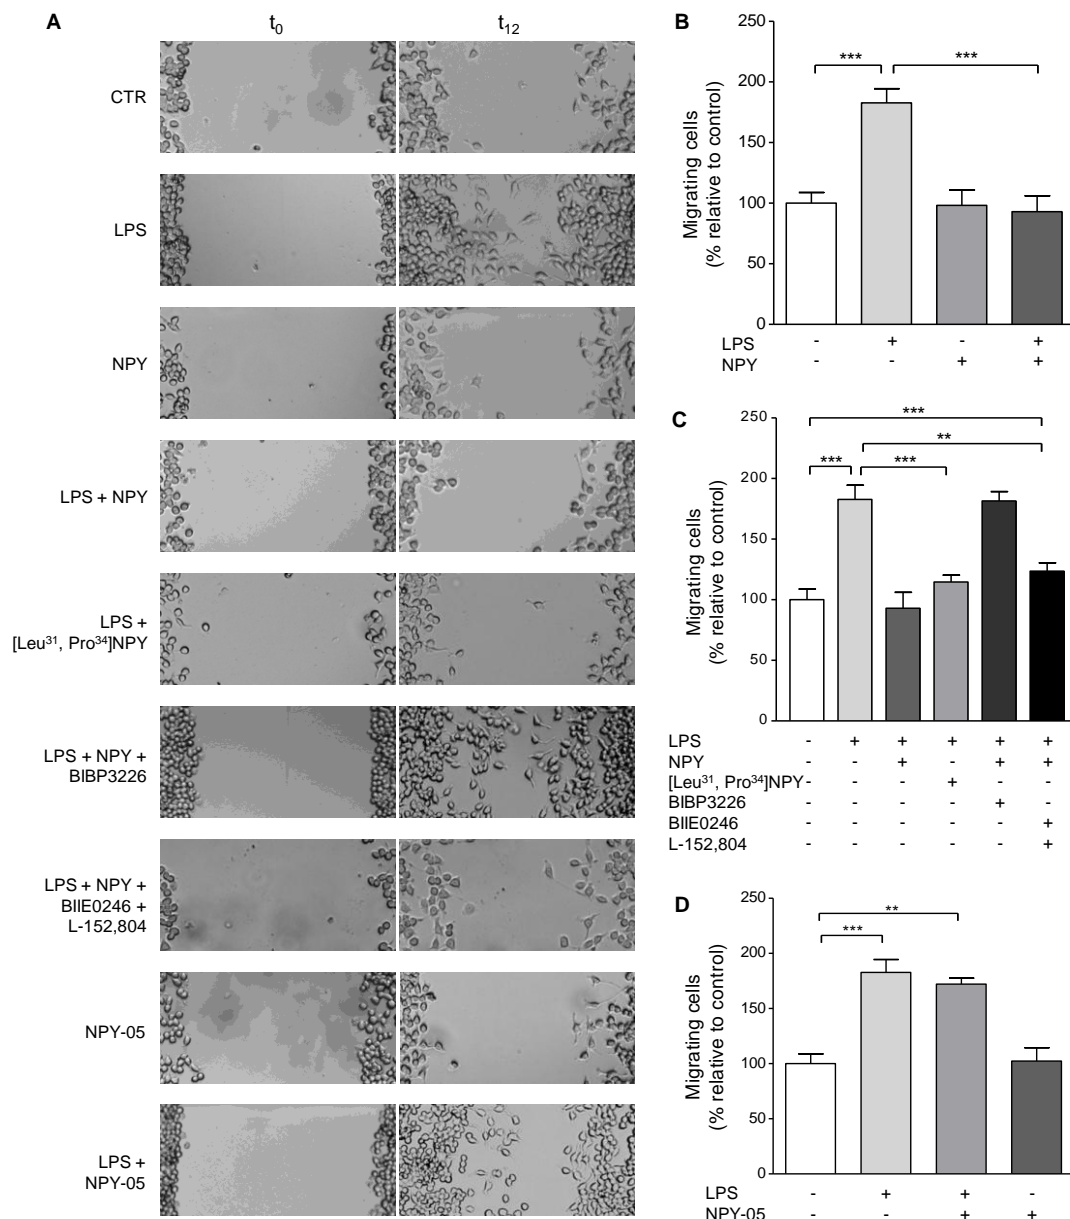 A
t0
t12
CTR
LPS
NPY
LPS + NPY
LPS +
[Leu31, Pro34]NPY
LPS + NPY +
BIBP3226
LPS + NPY +
BIIE0246 +
L-152,804
NPY-05
LPS +
NPY-05
B
Migrating cells
(% relative to control)
250
200
150
100
50
0
***
***
LPS - + - +
NPY - - + +
C
Migrating cells
(% relative to control)
250
200
150
100
50
0
***
**
***
***
LPS - + + + + +
NPY - - + - + +
[Leu31, Pro34]NPY - - - + - -
BIBP3226 - - - - + -
BIIE0246 - - - - - +
L-152,804 - - - - - +
D
Migrating cells
(% relative to control)
250
200
150
100
50
0
**
***
LPS - + + -
NPY-05 - - + +